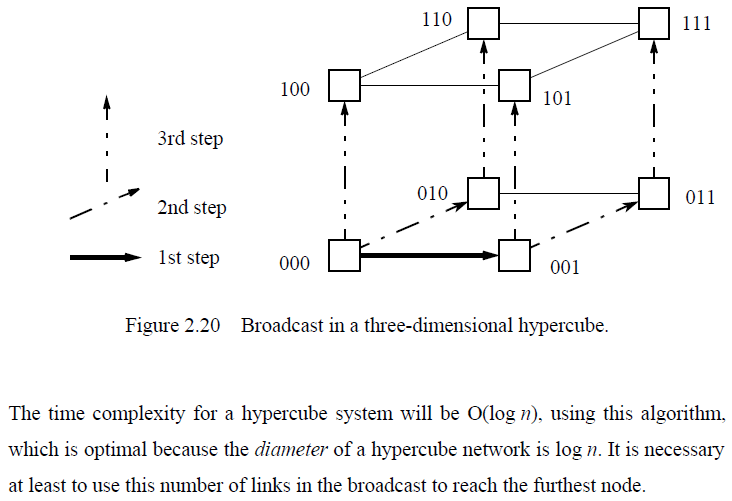 110
111
100
101
3rd step
010
011
2nd step
1st step
000
001
Figure 2.20 Broadcast in a three-dimensional hypercube.
The time complexity for a hypercube system will be O(log n), using this algorithm,
which is optimal because the diameter of a hypercube network is log n. It is necessary
at least to use this number of links in the broadcast to reach the furthest node.